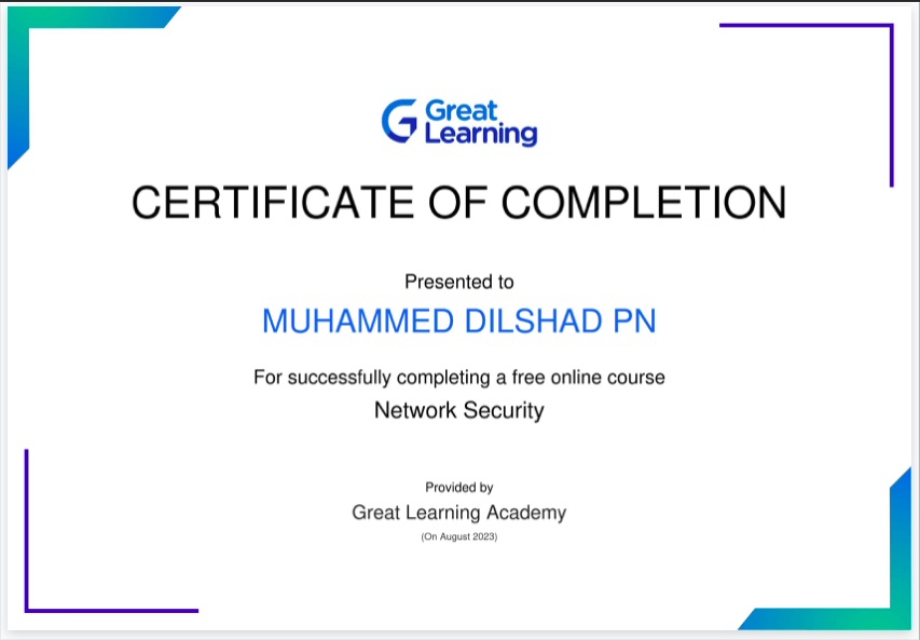 Great
Learning
CERTIFICATE OF COMPLETION
Presented to
MUHAMMED DILSHAD PN
For successfully completing a free online course
Network Security
Provided by
Great Learning Academy
(On August 2023)